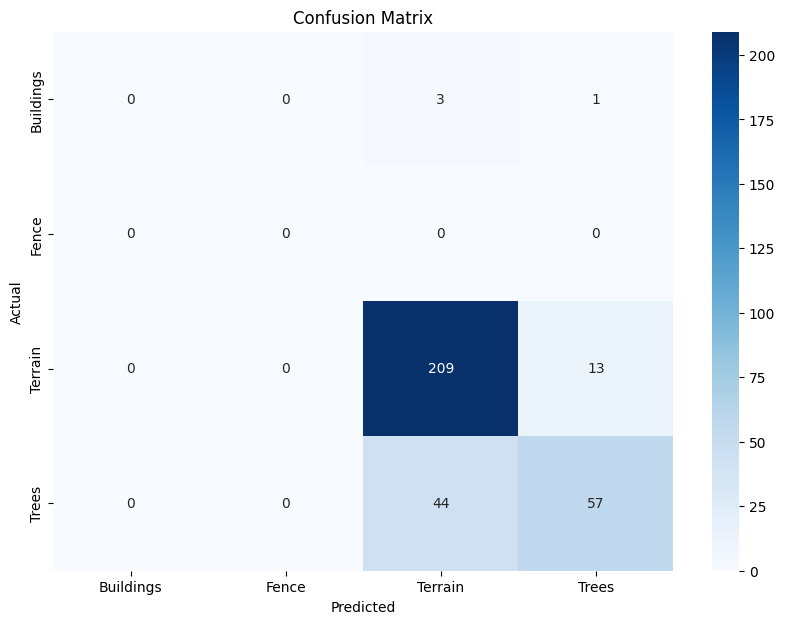 Confusion Matrix
Buildings 0 0 3 1
Fence 0 0 0 0
Terrain 0 0 209 13
Trees 0 0 44 57
Buildings Fence Terrain Trees
Predicted
Actual
200
175
150
125
100
75
50
25
0